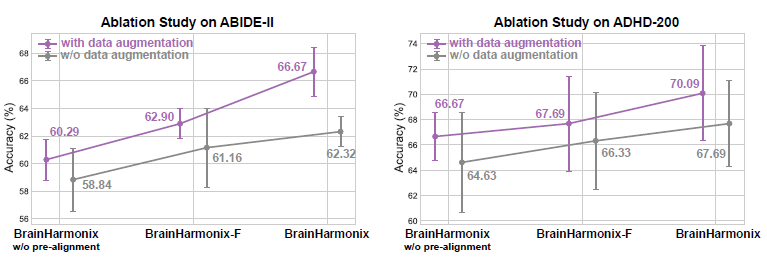 Ablation Study on ABIDE-II
with data augmentation
w/o data augmentation
Accuracy (%)
68
66
64
62
60
58
56
60.29
62.90
66.67
58.84
61.16
62.32
BrainHarmonix
w/o pre-alignment
BrainHarmonix-F
BrainHarmonix
Ablation Study on ADHD-200
with data augmentation
w/o data augmentation
Accuracy (%)
74
72
70
68
66
64
62
60
66.67
67.69
70.09
64.63
66.33
67.69
BrainHarmonix
w/o pre-alignment
BrainHarmonix-F
BrainHarmonix